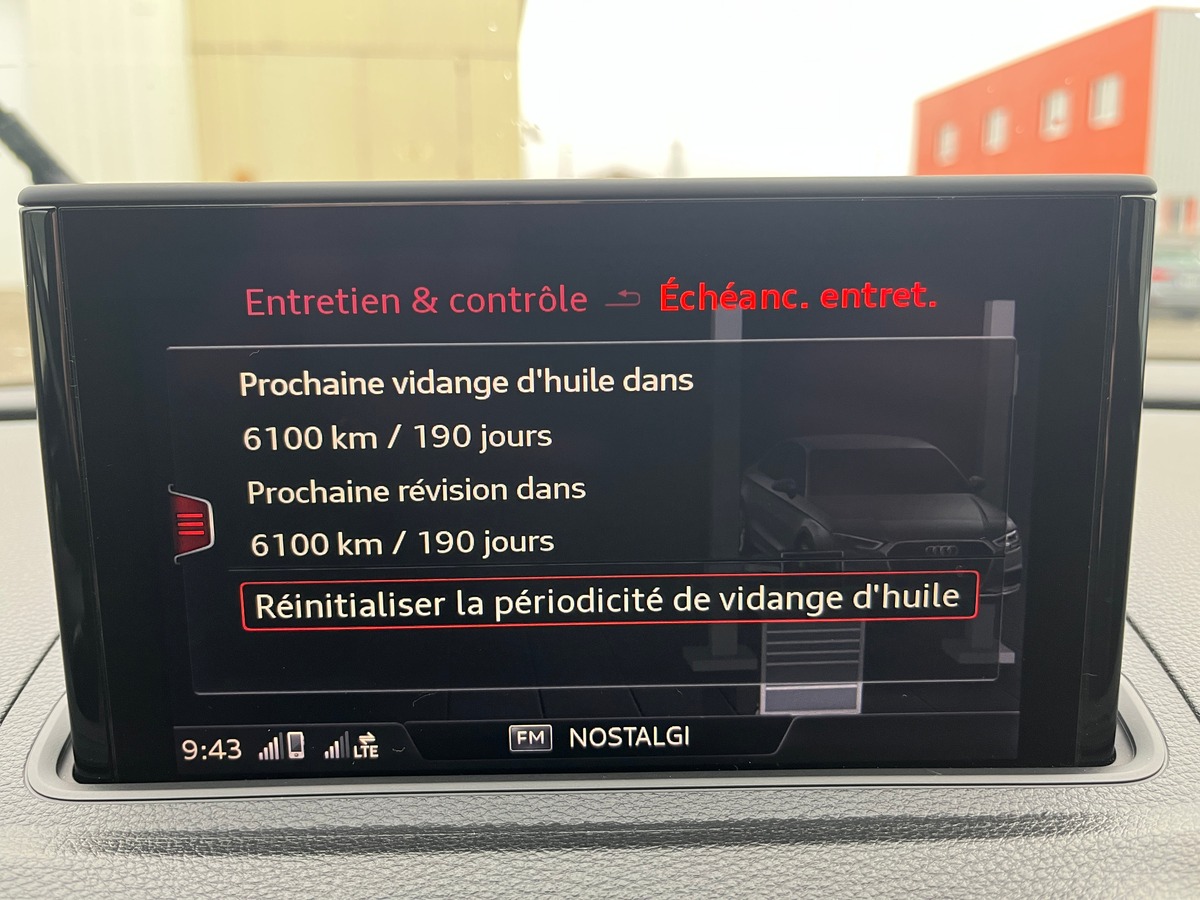 Entretien & contrôle Échéanc. entret.
Prochaine vidange d'huile dans
6100 km / 190 jours
Prochaine révision dans
6100 km / 190 jours
Réinitialiser la périodicité de vidange d'huile
9:43 LTE FM NOSTALGI